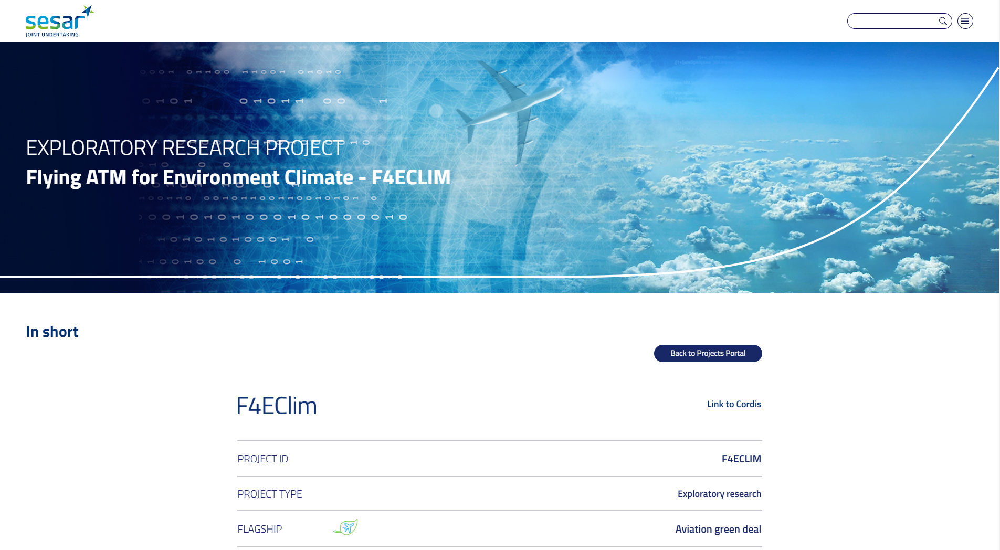 sesar
JOINT UNDERTAKING
EXPLORATORY RESEARCH PROJECT
Flying ATM for Environment Climate - F4ECLIM
In short
Back to Projects Portal
F4EClim
Link to Cordis
PROJECT ID
F4ECLIM
PROJECT TYPE
Exploratory research
FLAGSHIP
Aviation green deal